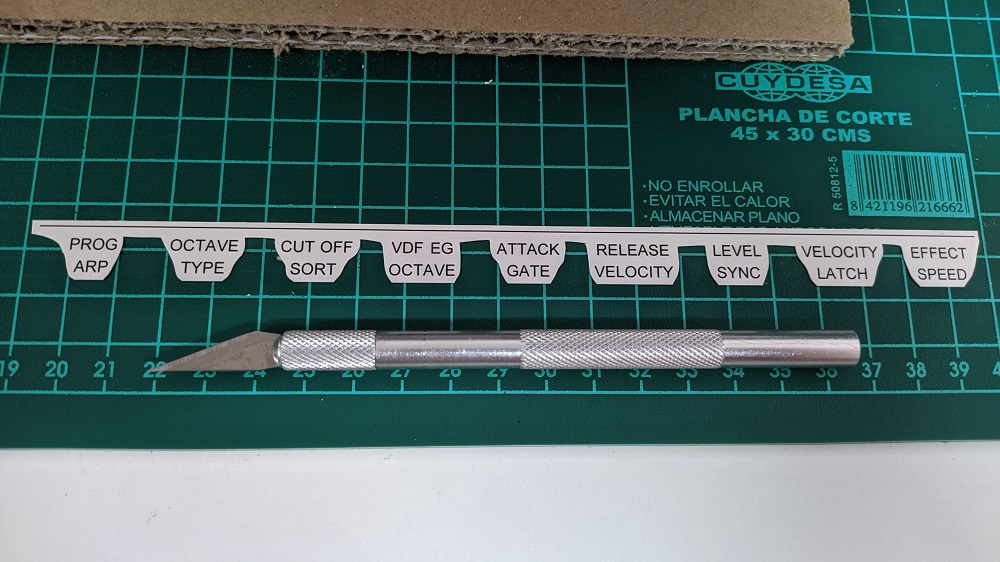 CUYDESA
PLANCHA DE CORTE
45 x 30 CMS
· NO ENROLLAR
· EVITAR EL CALOR
· ALMACENAR PLANO
R 50812-5
8 421196 216662
PROG
ARP
OCTAVE
TYPE
CUT OFF
SORT
VDF EG
OCTAVE
ATTACK
GATE
RELEASE
VELOCITY
LEVEL
SYNC
VELOCITY
LATCH
EFFECT
SPEED
19 20 21 22 23 24 25 26 27 28 29 30 31 32 33 34 35 36 37 38 39